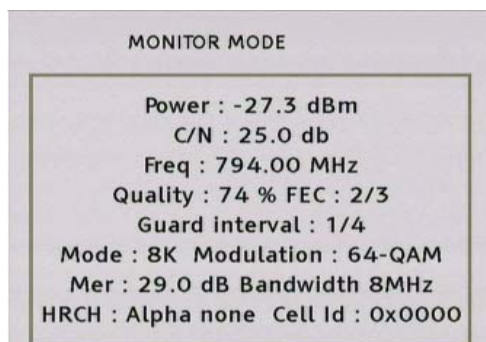 MONITOR MODE
Power : -27.3 dBm
C/N : 25.0 db
Freq : 794.00 MHz
Quality : 74 % FEC : 2/3
Guard interval : 1/4
Mode : 8K Modulation : 64-QAM
Mer : 29.0 dB Bandwidth 8MHz
HRCH : Alpha none Cell Id : 0x0000